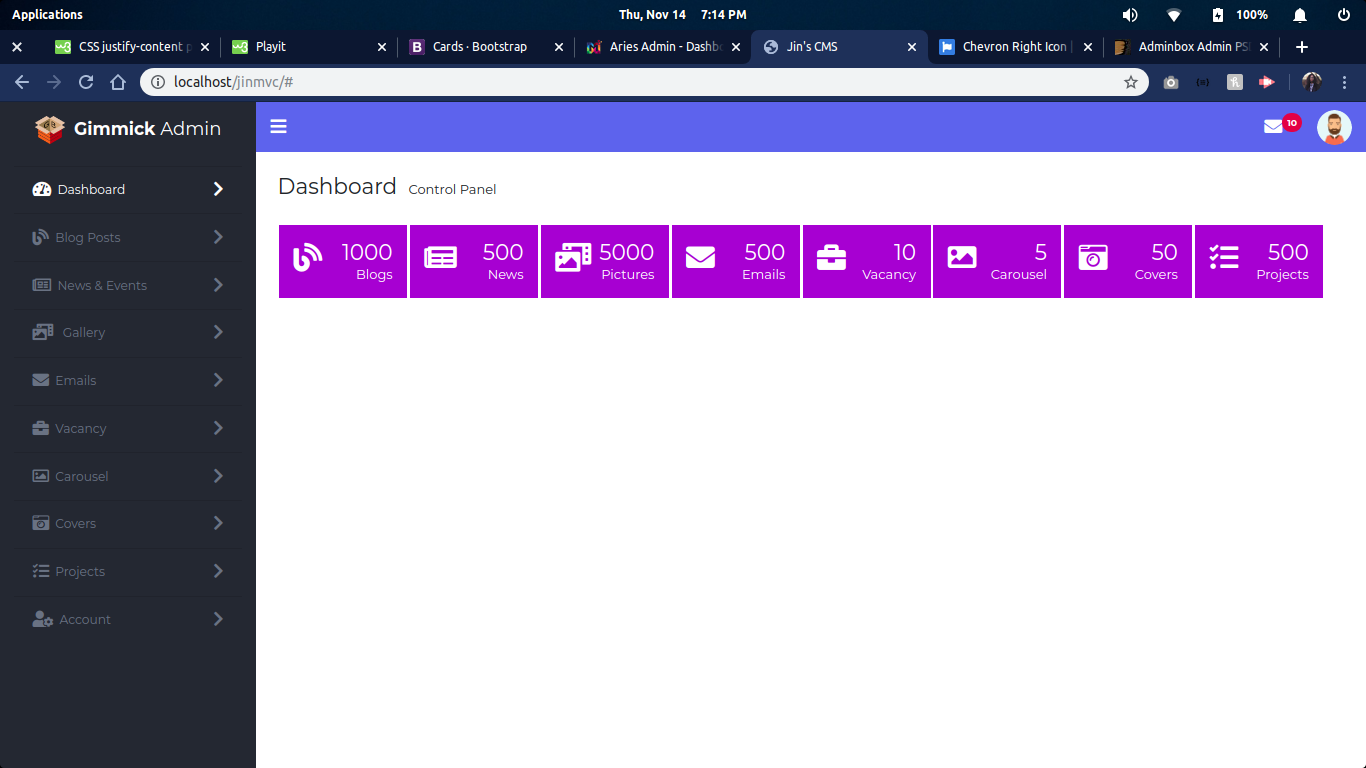 Applications
Thu, Nov 14 7:14 PM
100%
CSS justify-content p
Playit
Cards · Bootstrap
Aries Admin - Dashbo
Jin's CMS
Chevron Right Icon |
Adminbox Admin PS
localhost/jinmvc/#
Gimmick Admin
10
Dashboard
Blog Posts
News & Events
Gallery
Emails
Vacancy
Carousel
Covers
Projects
Account
Dashboard Control Panel
1000
Blogs
500
News
5000
Pictures
500
Emails
10
Vacancy
5
Carousel
50
Covers
500
Projects